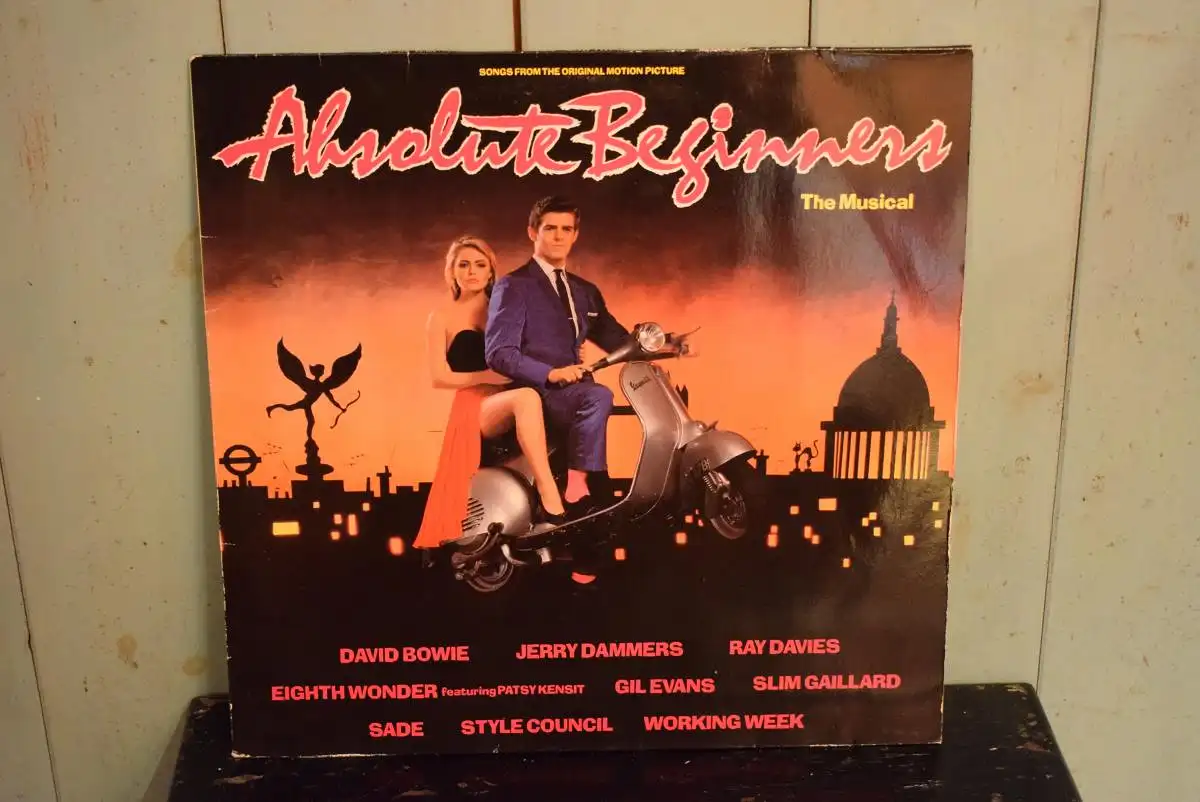 SONGS FROM THE ORIGINAL MOTION PICTURE
Absolute Beginners
The Musical
Vespa
DAVID BOWIE JERRY DAMMERS RAY DAVIES
EIGHTH WONDER featuring PATSY KENSIT GIL EVANS SLIM GAILLARD
SADE STYLE COUNCIL WORKING WEEK